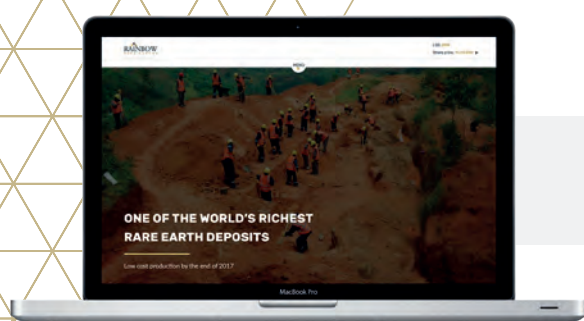 RAINBOW
MENU
ONE OF THE WORLD'S RICHEST
RARE EARTH DEPOSITS
Low cost production by the end of 2017
MacBook Pro